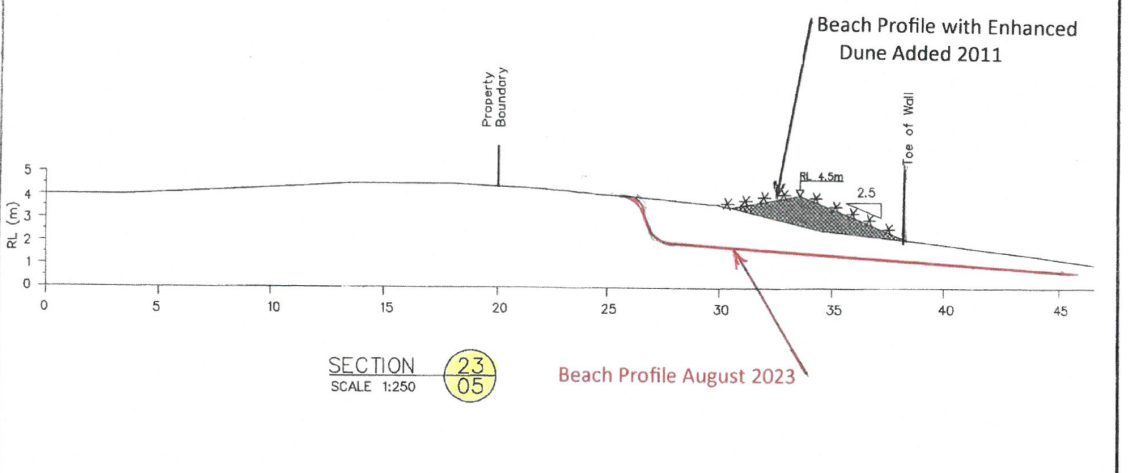 Beach Profile with Enhanced
Dune Added 2011
Property
Boundary
Toe of Wall
RL 4.5m
2.5
5
4
3
2
1
0
RL (m)
0 5 10 15 20 25 30 35 40 45
SECTION 23
SCALE 1:250 05
Beach Profile August 2023